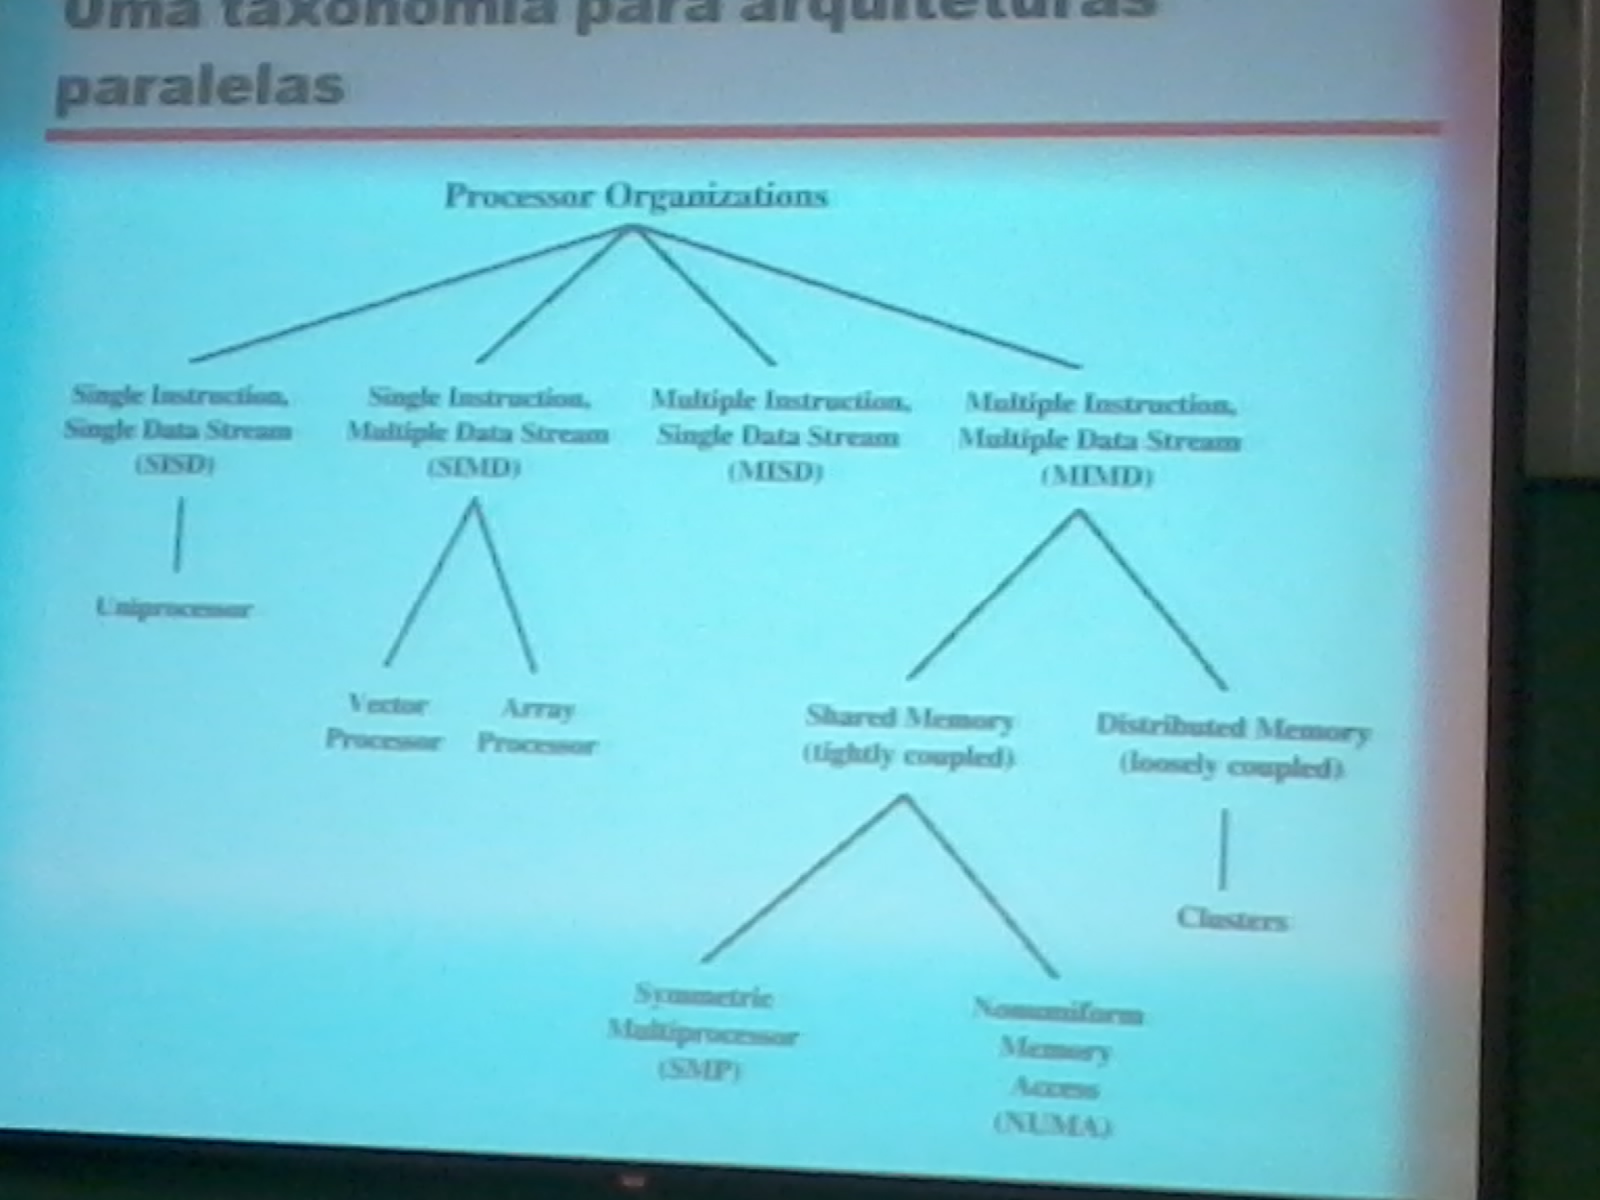 Uma taxonomia para arquiteturas
paralelas
Processor Organizations
Single Instruction,
Single Data Stream
(SISD)
Single Instruction,
Multiple Data Stream
(SIMD)
Multiple Instruction,
Single Data Stream
(MISD)
Multiple Instruction,
Multiple Data Stream
(MIMD)
Uniprocessor
Vector
Processor
Array
Processor
Shared Memory
(tightly coupled)
Distributed Memory
(loosely coupled)
Clusters
Symmetric
Multiprocessor
(SMP)
Nonuniform
Memory
Access
(NUMA)